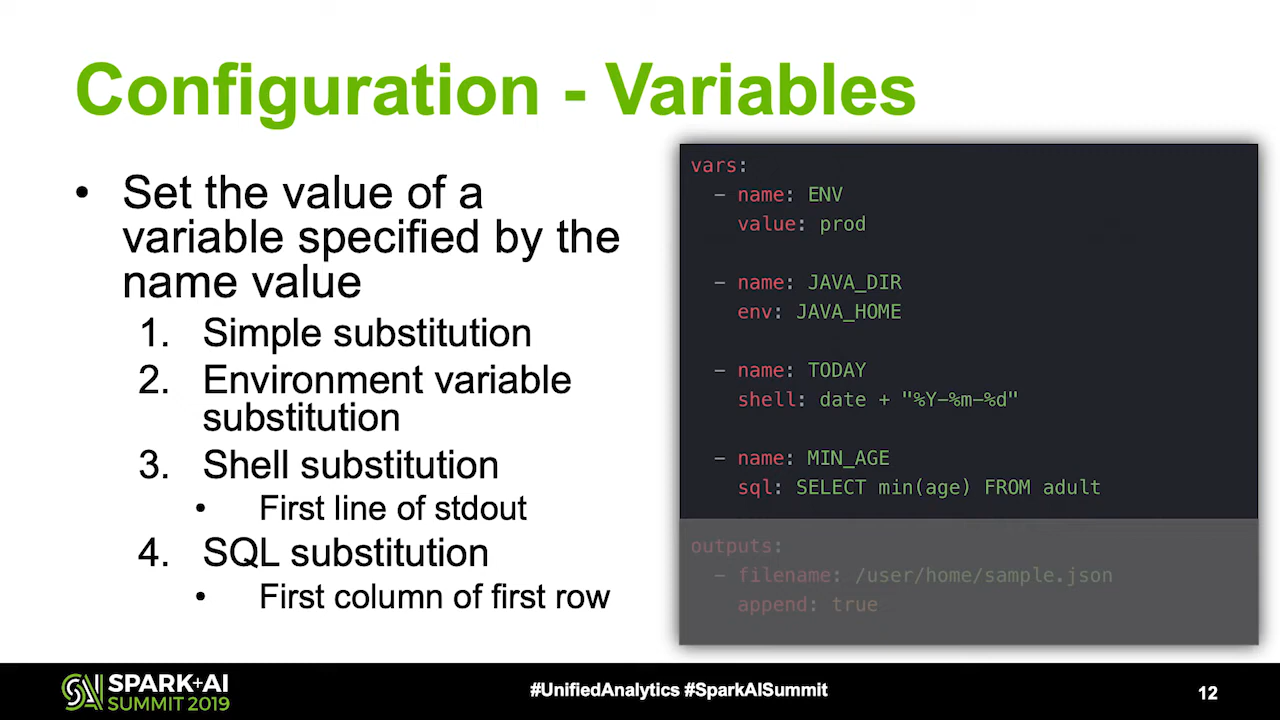 Configuration - Variables
• Set the value of a
variable specified by the
name value
1. Simple substitution
2. Environment variable
substitution
3. Shell substitution
• First line of stdout
4. SQL substitution
• First column of first row
vars:
- name: ENV
value: prod
- name: JAVA_DIR
env: JAVA_HOME
- name: TODAY
shell: date + "%Y-%m-%d"
- name: MIN_AGE
sql: SELECT min(age) FROM adult
outputs:
- filename: /user/home/sample.json
append: true
SPARK+AI
SUMMIT 2019
#UnifiedAnalytics #SparkAISummit
12